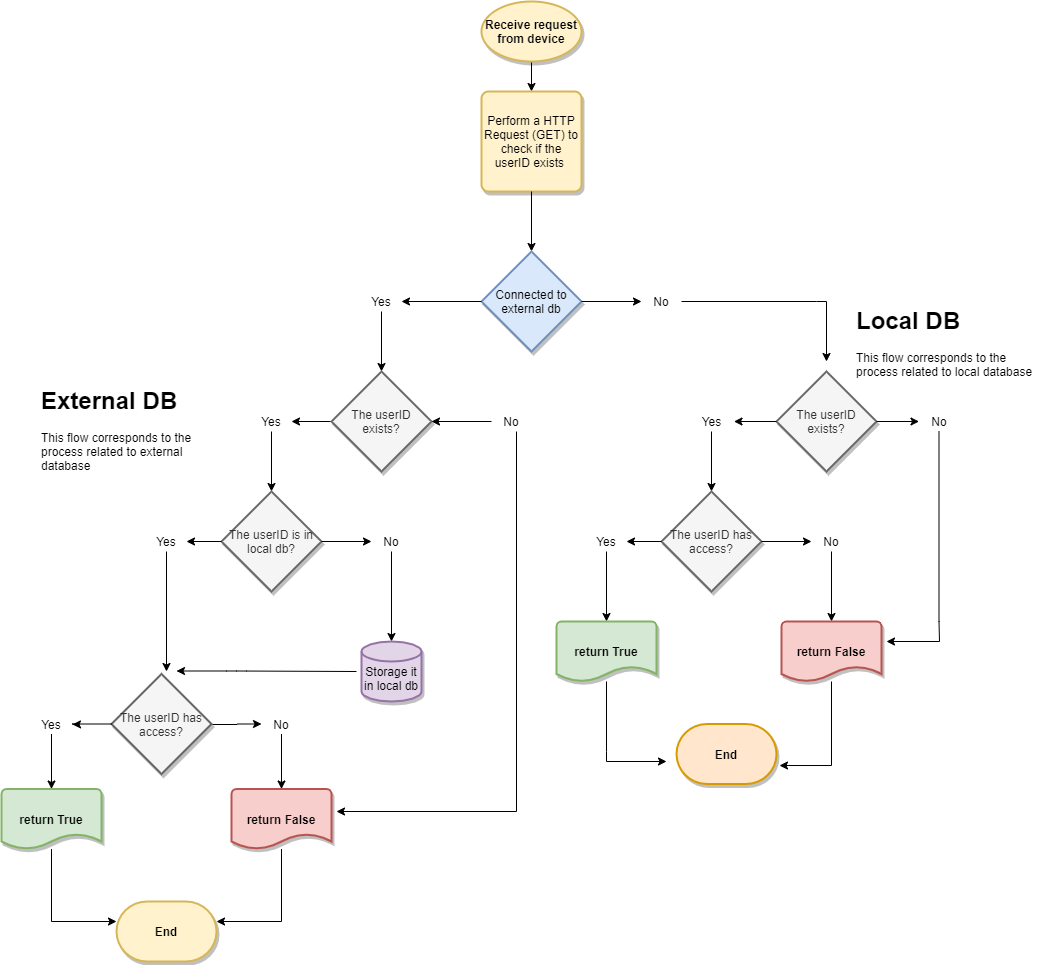 Receive request
from device
Perform a HTTP
Request (GET) to
check if the
userID exists
Connected to
external db
Yes
No
Local DB
This flow corresponds to the
process related to local database
External DB
This flow corresponds to the
process related to external
database
The userID
exists?
Yes
No
The userID is in
local db?
Yes
No
Storage it
in local db
The userID has
access?
Yes
No
return True
return False
End
The userID
exists?
Yes
No
The userID has
access?
Yes
No
return True
return False
End